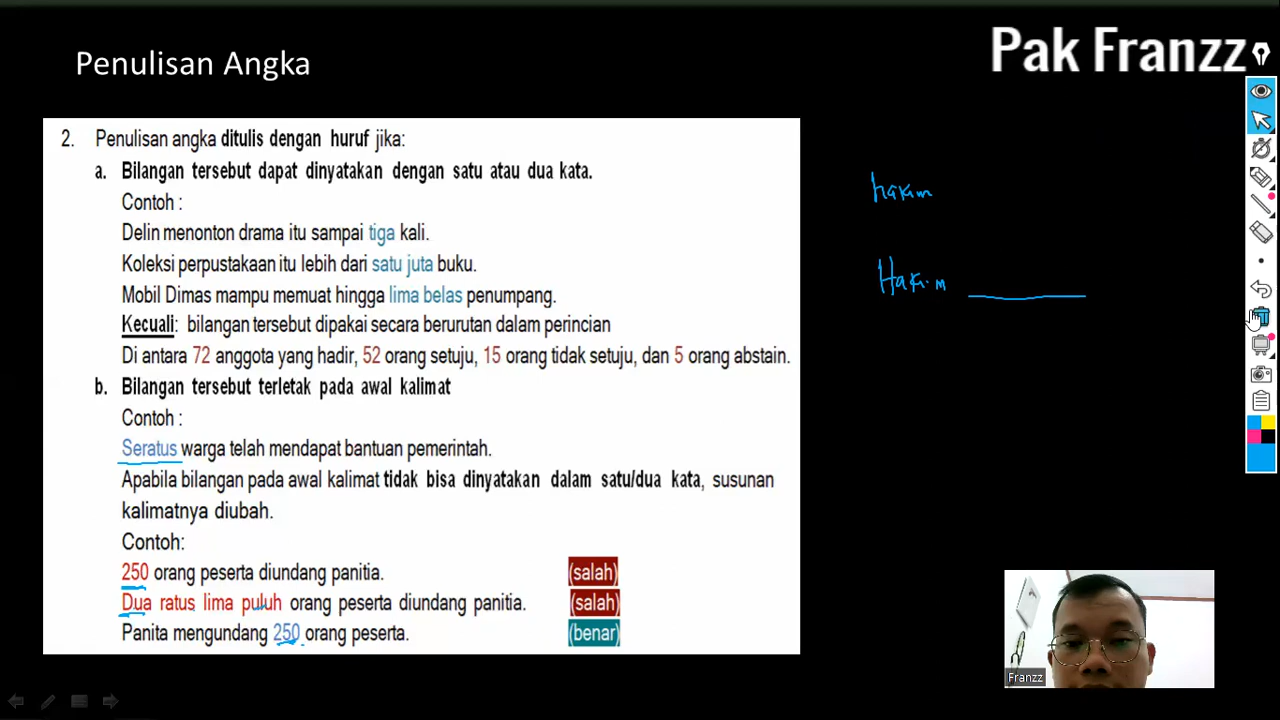 Penulisan Angka
Pak Franzz
2. Penulisan angka ditulis dengan huruf jika:
a. Bilangan tersebut dapat dinyatakan dengan satu atau dua kata.
Contoh :
Delin menonton drama itu sampai tiga kali.
Koleksi perpustakaan itu lebih dari satu juta buku.
Mobil Dimas mampu memuat hingga lima belas penumpang.
Kecuali: bilangan tersebut dipakai secara berurutan dalam perincian
Di antara 72 anggota yang hadir, 52 orang setuju, 15 orang tidak setuju, dan 5 orang abstain.
b. Bilangan tersebut terletak pada awal kalimat
Contoh :
Seratus warga telah mendapat bantuan pemerintah.
Apabila bilangan pada awal kalimat tidak bisa dinyatakan dalam satu/dua kata, susunan
kalimatnya diubah.
Contoh:
250 orang peserta diundang panitia. (salah)
Dua ratus lima puluh orang peserta diundang panitia. (salah)
Panita mengundang 250 orang peserta. (benar)
hakim
Hakim
Franzz